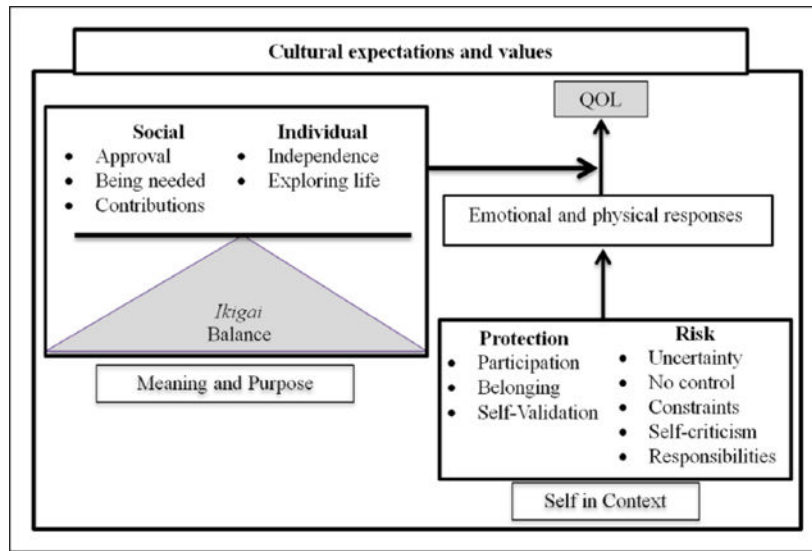 Cultural expectations and values
QOL
Social
• Approval
• Being needed
• Contributions
Individual
• Independence
• Exploring life
Ikigai
Balance
Meaning and Purpose
Emotional and physical responses
Protection
• Participation
• Belonging
• Self-Validation
Risk
• Uncertainty
• No control
• Constraints
• Self-criticism
• Responsibilities
Self in Context